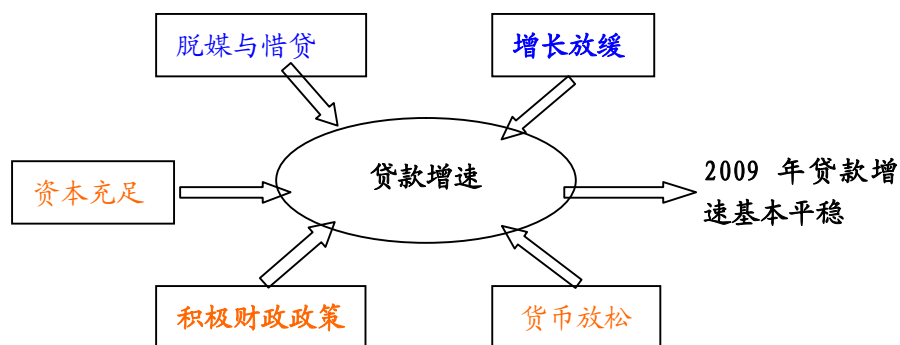 脱媒与惜贷
增长放缓
资本充足
贷款增速
2009 年贷款增
速基本平稳
积极财政政策
货币放松